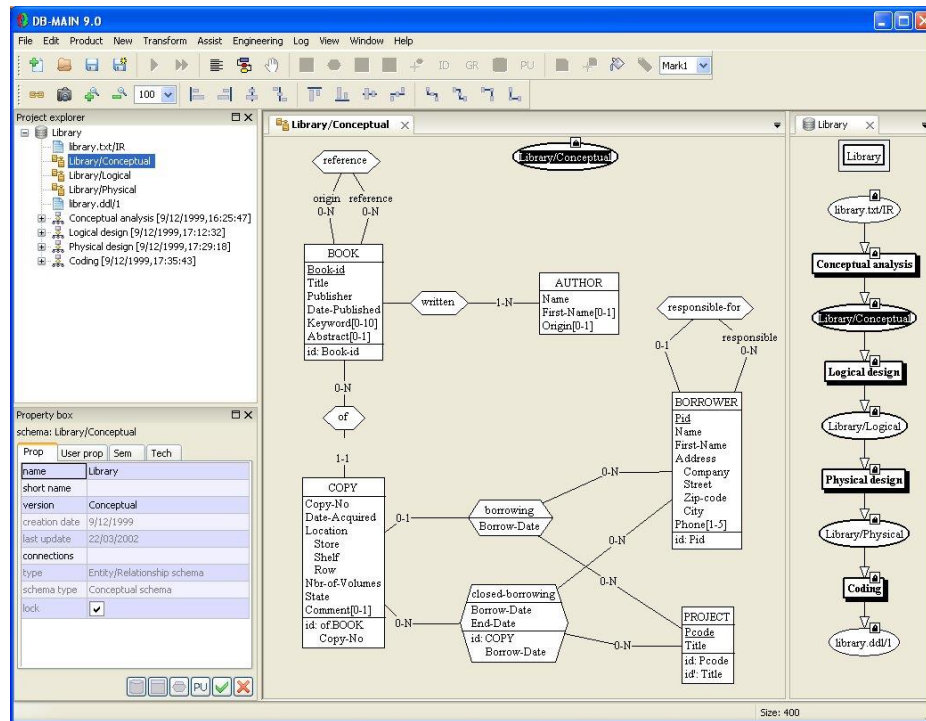 DB-MAIN 9.0
File Edit Product New Transform Assist Engineering Log View Window Help
ID GR PU Mark1
100
Project explorer
Library
library.txt/IR
Library/Conceptual
Library/Logical
Library/Physical
library.ddl/1
Conceptual analysis [9/12/1999,16:25:47]
Logical design [9/12/1999,17:12:32]
Physical design [9/12/1999,17:29:18]
Coding [9/12/1999,17:35:43]
Property box
schema: Library/Conceptual
Prop User prop Sem Tech
name Library
short name
version Conceptual
creation date 9/12/1999
last update 22/03/2002
connections
type Entity/Relationship schema
schema type Conceptual schema
lock
PU
Library/Conceptual
Library/Conceptual
reference
origin reference
0-N 0-N
BOOK
Book-id
Title
Publisher
Date-Published
Keyword[0-10]
Abstract[0-1]
id: Book-id
written
1-N
AUTHOR
Name
First-Name[0-1]
Origin[0-1]
responsible-for
0-1
responsible
0-N
0-N
of
1-1
COPY
Copy-No
Date-Acquired
Location
Store
Shelf
Row
Nbr-of-Volumes
State
Comment[0-1]
id: of.BOOK
Copy-No
0-1
borrowing
Borrow-Date
0-N
0-N
BORROWER
Pid
Name
First-Name
Address
Company
Street
Zip-code
City
Phone[1-5]
id: Pid
0-N
closed-borrowing
Borrow-Date
End-Date
id: COPY
Borrow-Date
0-N
0-N
PROJECT
Pcode
Title
id: Pcode
id': Title
Library
Library
library.txt/IR
Conceptual analysis
Library/Conceptual
Logical design
Library/Logical
Physical design
Library/Physical
Coding
library.ddl/1
Size: 400